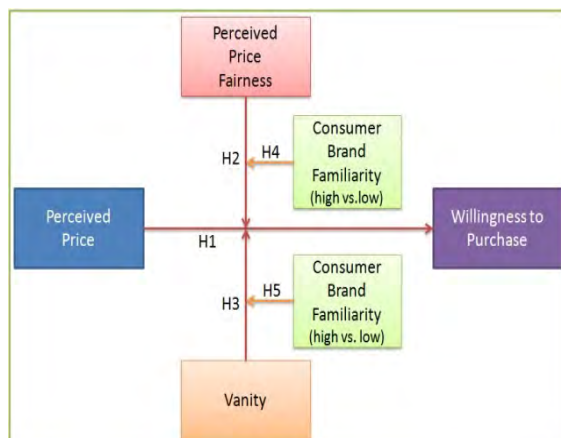 Perceived
Price
Fairness
H2
H4
Consumer
Brand
Familiarity
(high vs.low)
Perceived
Price
H1
Willingness to
Purchase
H3
H5
Consumer
Brand
Familiarity
(high vs. low)
Vanity